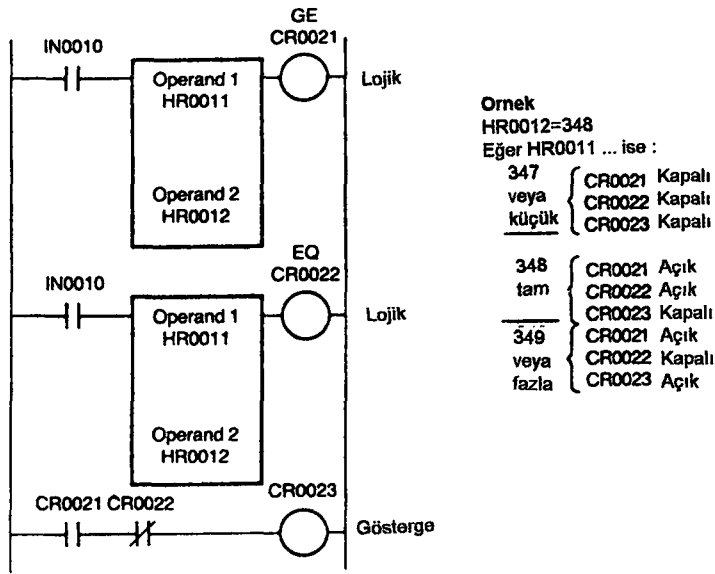 GE
CR0021
IN0010
Operand 1
HR0011
Lojik
Operand 2
HR0012
EQ
CR0022
IN0010
Operand 1
HR0011
Lojik
Operand 2
HR0012
CR0021 CR0022
CR0023
Gösterge
Ornek
HR0012=348
Eğer HR0011 ... ise :
347
veya
küçük
CR0021 Kapalı
CR0022 Kapalı
CR0023 Kapalı
348
tam
CR0021 Açık
CR0022 Açık
CR0023 Kapalı
349
veya
fazla
CR0021 Açık
CR0022 Kapalı
CR0023 Açık